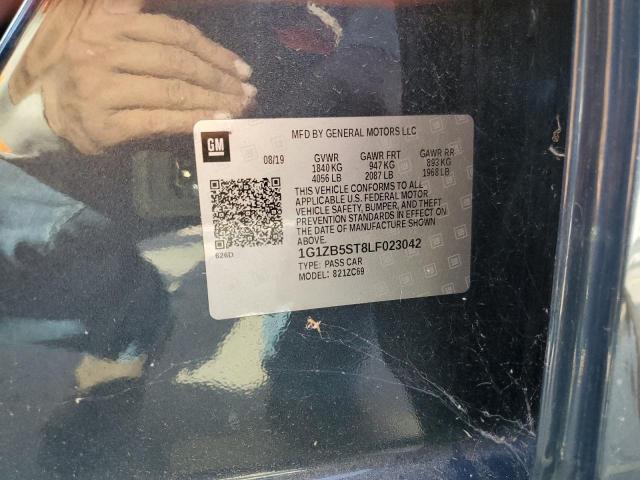 GM
MFD BY GENERAL MOTORS LLC
08/19 GVWR GAWR FRT GAWR RR
1840 KG 947 KG 893 KG
4056 LB 2087 LB 1968 LB
THIS VEHICLE CONFORMS TO ALL
APPLICABLE U.S. FEDERAL MOTOR
VEHICLE SAFETY, BUMPER, AND THEFT
PREVENTION STANDARDS IN EFFECT ON
THE DATE OF MANUFACTURE SHOWN
ABOVE.
626D
1G1ZB5ST8LF023042
TYPE: PASS CAR
MODEL: 821ZC69